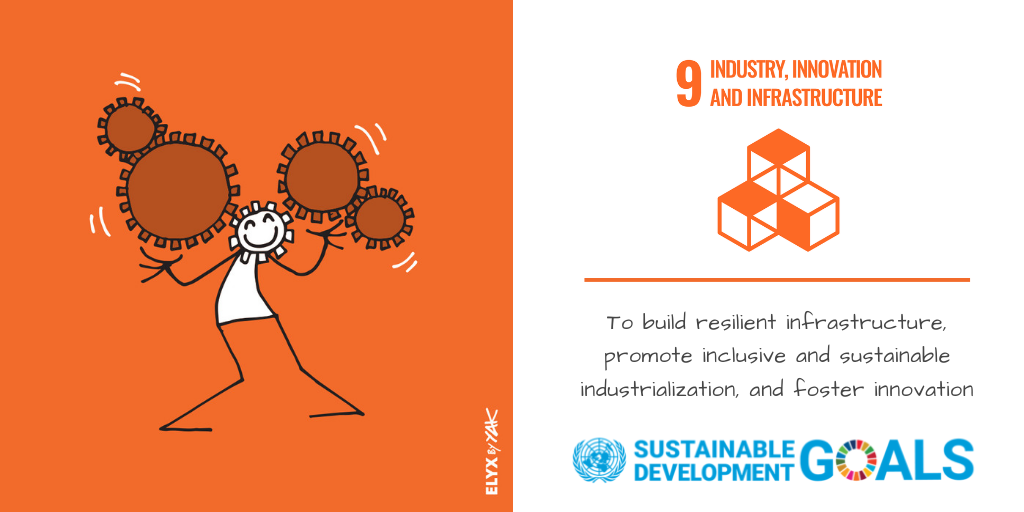 ELYX By YAK
9 INDUSTRY, INNOVATION
AND INFRASTRUCTURE
To build resilient infrastructure,
promote inclusive and sustainable
industrialization, and foster innovation
SUSTAINABLE
DEVELOPMENT GOALS